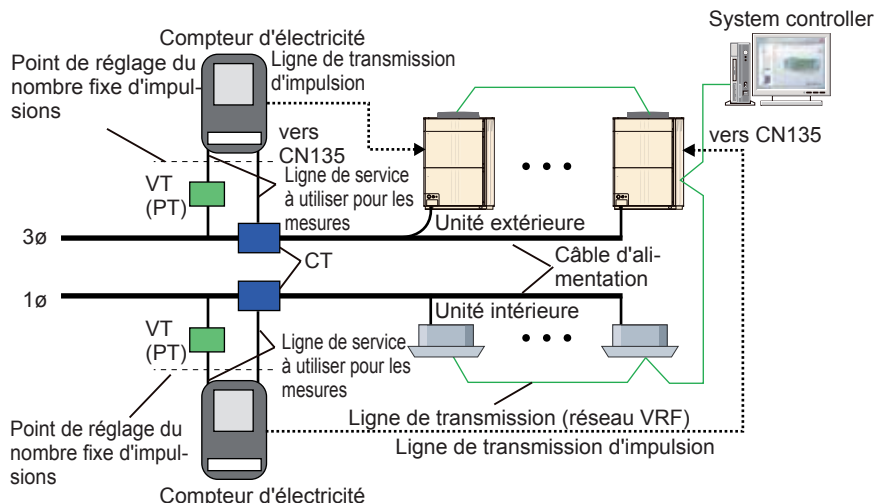 System controller
Compteur d'électricité
Point de réglage du
nombre fixe d'impul-
sions
Ligne de transmission
d'impulsion
vers
CN135
vers CN135
VT
(PT)
Ligne de service
à utiliser pour les
mesures
Unité extérieure
3ø
CT
Câble d'ali-
mentation
1ø
Unité intérieure
VT
(PT)
Ligne de service
à utiliser pour les
mesures
Ligne de transmission (réseau VRF)
Point de réglage du
nombre fixe d'impul-
sions
Ligne de transmission d'impulsion
Compteur d'électricité